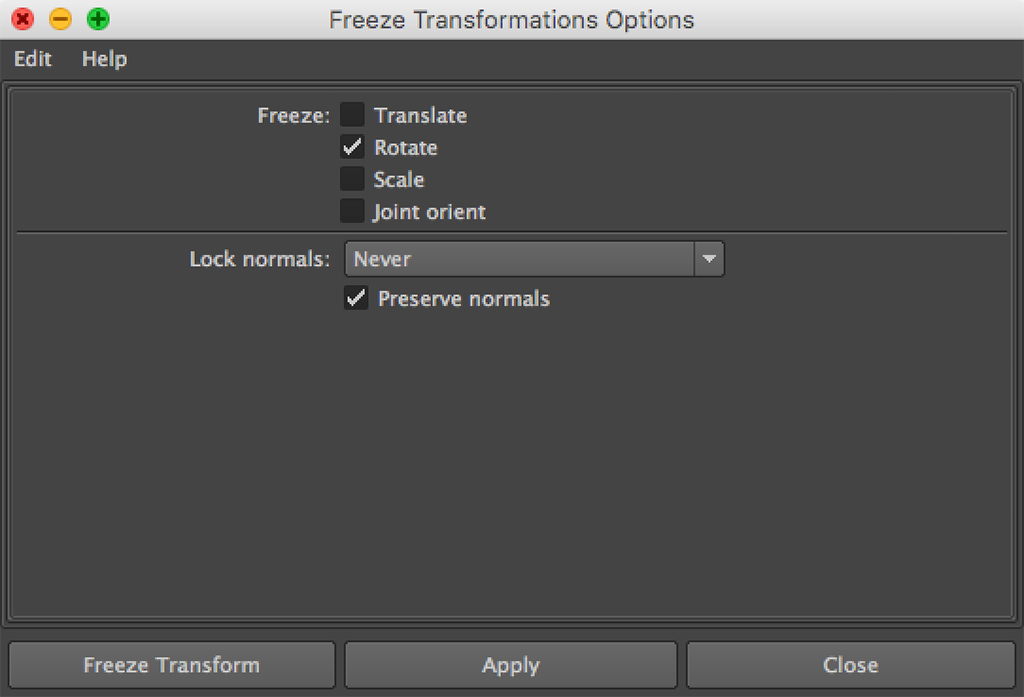 Freeze Transformations Options
Edit Help
Freeze: Translate
Rotate
Scale
Joint orient
Lock normals: Never
Preserve normals
Freeze Transform Apply Close